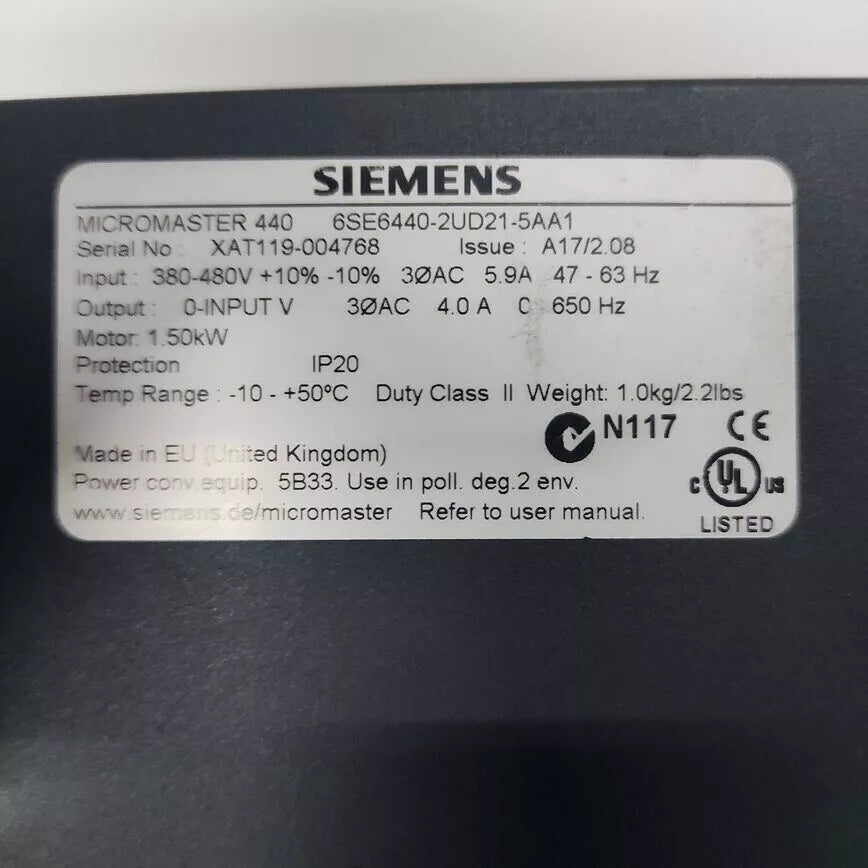 SIEMENS
MICROMASTER 440 6SE6440-2UD21-5AA1
Serial No : XAT119-004768 Issue : A17/2.08
Input : 380-480V +10% -10% 3ØAC 5.9A 47 - 63 Hz
Output : 0-INPUT V 3ØAC 4.0 A 0 - 650 Hz
Motor: 1.50kW
Protection IP20
Temp Range : -10 - +50ºC Duty Class II Weight: 1.0kg/2.2lbs
N117 CE
Made in EU (United Kingdom)
Power conv.equip. 5B33. Use in poll. deg.2 env.
c UL us
www.siemens.de/micromaster Refer to user manual.
LISTED